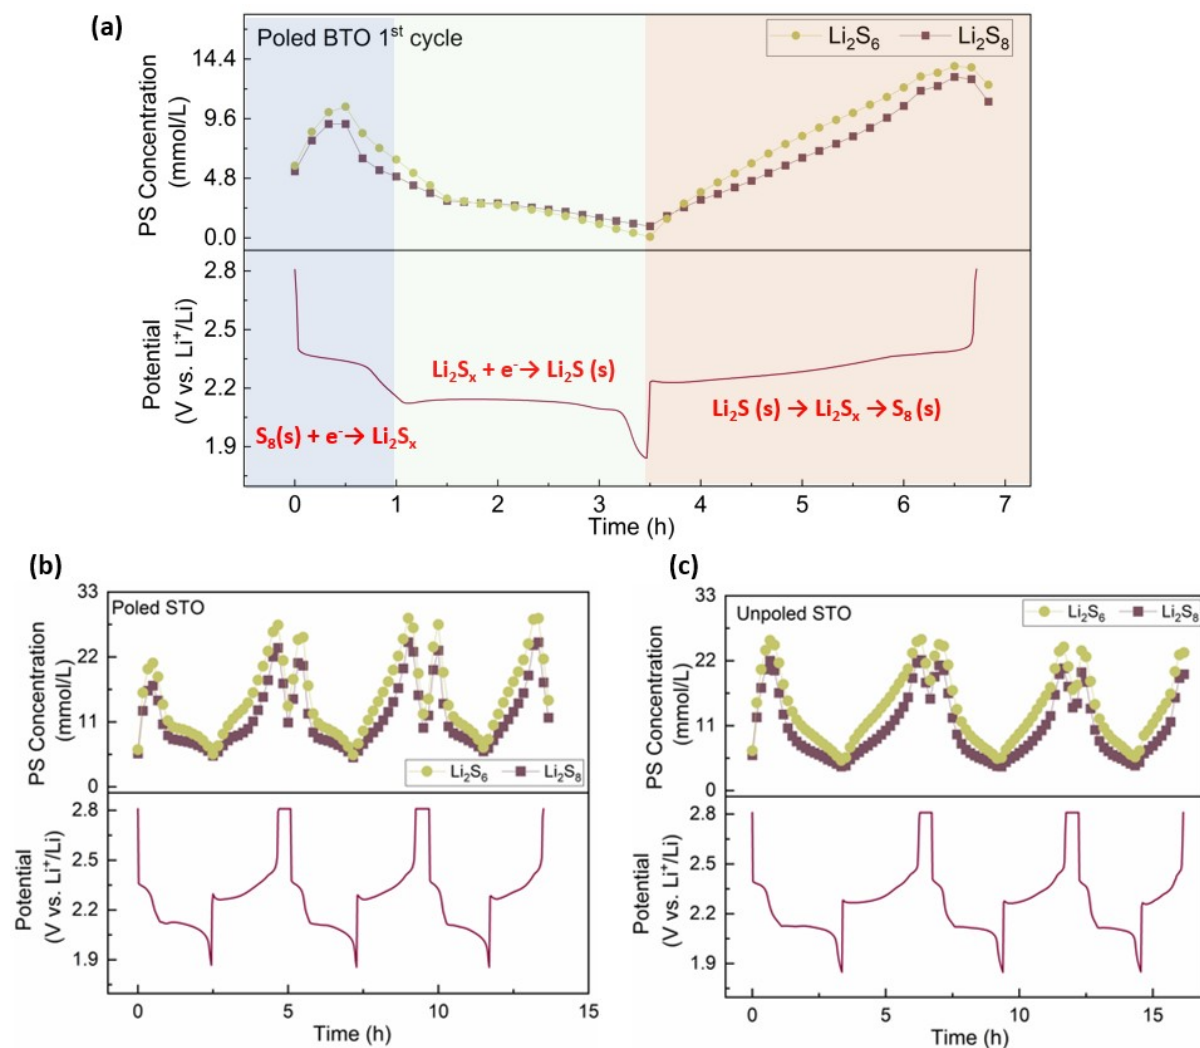 (a)
Poled BTO 1st cycle
Li2S6
Li2S8
PS Concentration
(mmol/L)
14.4
9.6
4.8
0.0
Potential
(V vs. Li+/Li)
2.8
2.5
2.2
1.9
S8(s) + e- → Li2Sx
Li2Sx + e- → Li2S (s)
Li2S (s) → Li2Sx → S8 (s)
0 1 2 3 4 5 6 7
Time (h)
(b)
Poled STO
Li2S6
Li2S8
PS Concentration
(mmol/L)
33
22
11
0
Potential
(V vs. Li+/Li)
2.8
2.5
2.2
1.9
0 5 10 15
Time (h)
(c)
Unpoled STO
Li2S6
Li2S8
PS Concentration
(mmol/L)
33
22
11
0
Potential
(V vs. Li+/Li)
2.8
2.5
2.2
1.9
0 5 10 15
Time (h)